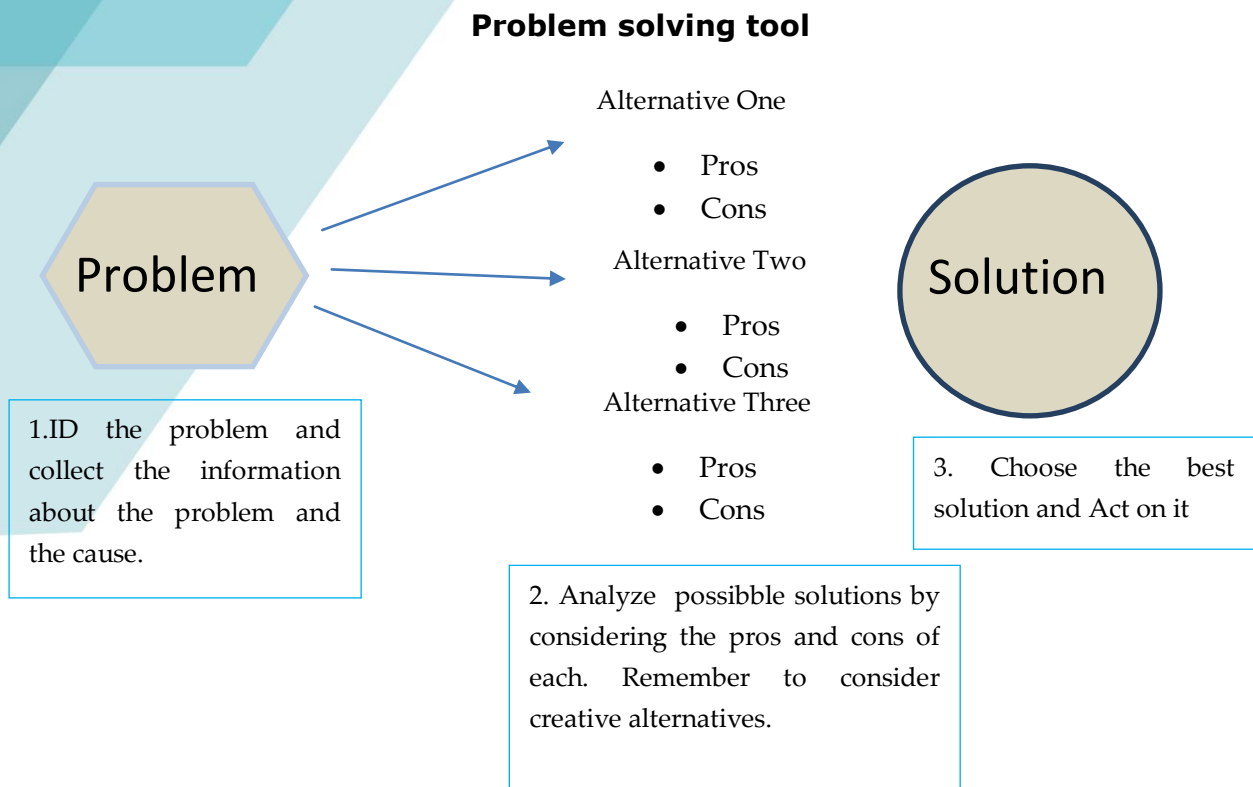 Problem solving tool
Problem
1.ID the problem and
collect the information
about the problem and
the cause.
Alternative One
• Pros
• Cons
Alternative Two
• Pros
• Cons
Alternative Three
• Pros
• Cons
2. Analyze possibble solutions by
considering the pros and cons of
each. Remember to consider
creative alternatives.
Solution
3. Choose the best
solution and Act on it